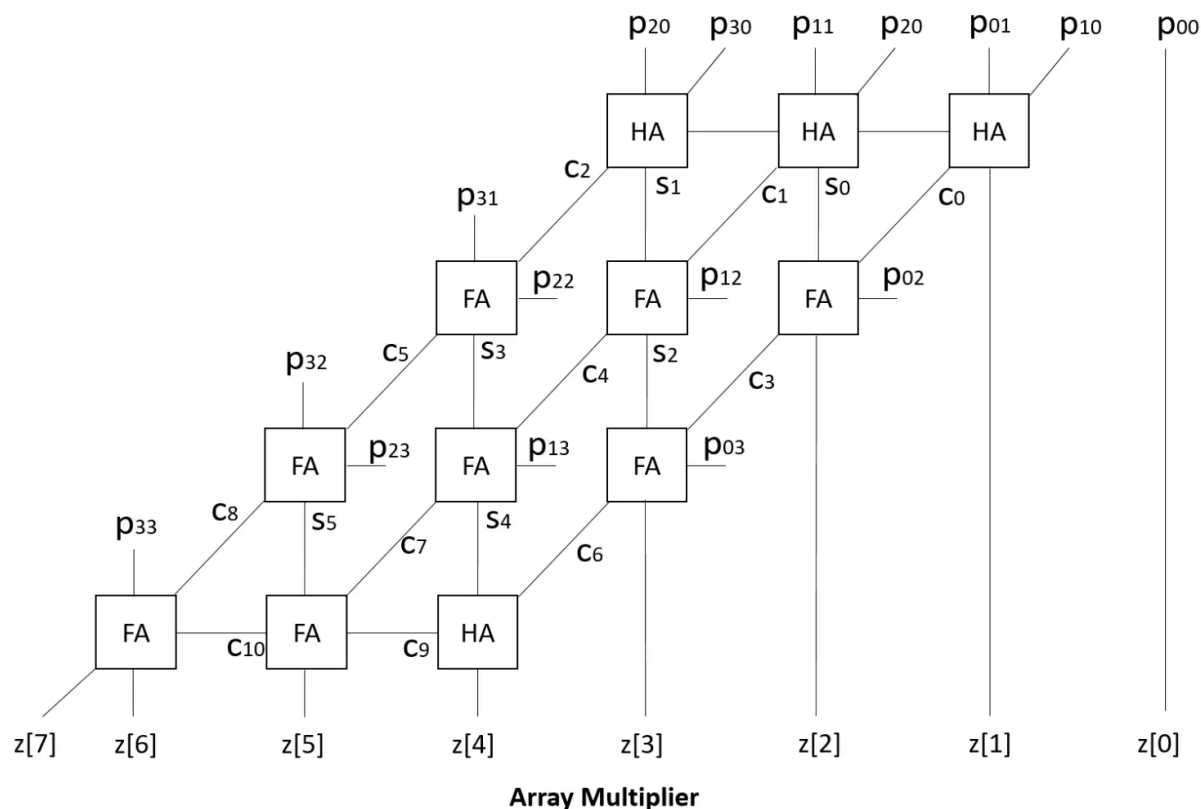 p20 p30 p11 p20 p01 p10 p00
HA HA HA
c2 s1 c1 s0 c0
p31
FA p22 FA p12 FA p02
c5 s3 c4 s2 c3
p32
FA p23 FA p13 FA p03
c8 s5 c7 s4 c6
p33
FA c10 FA c9 HA
z[7] z[6] z[5] z[4] z[3] z[2] z[1] z[0]
Array Multiplier